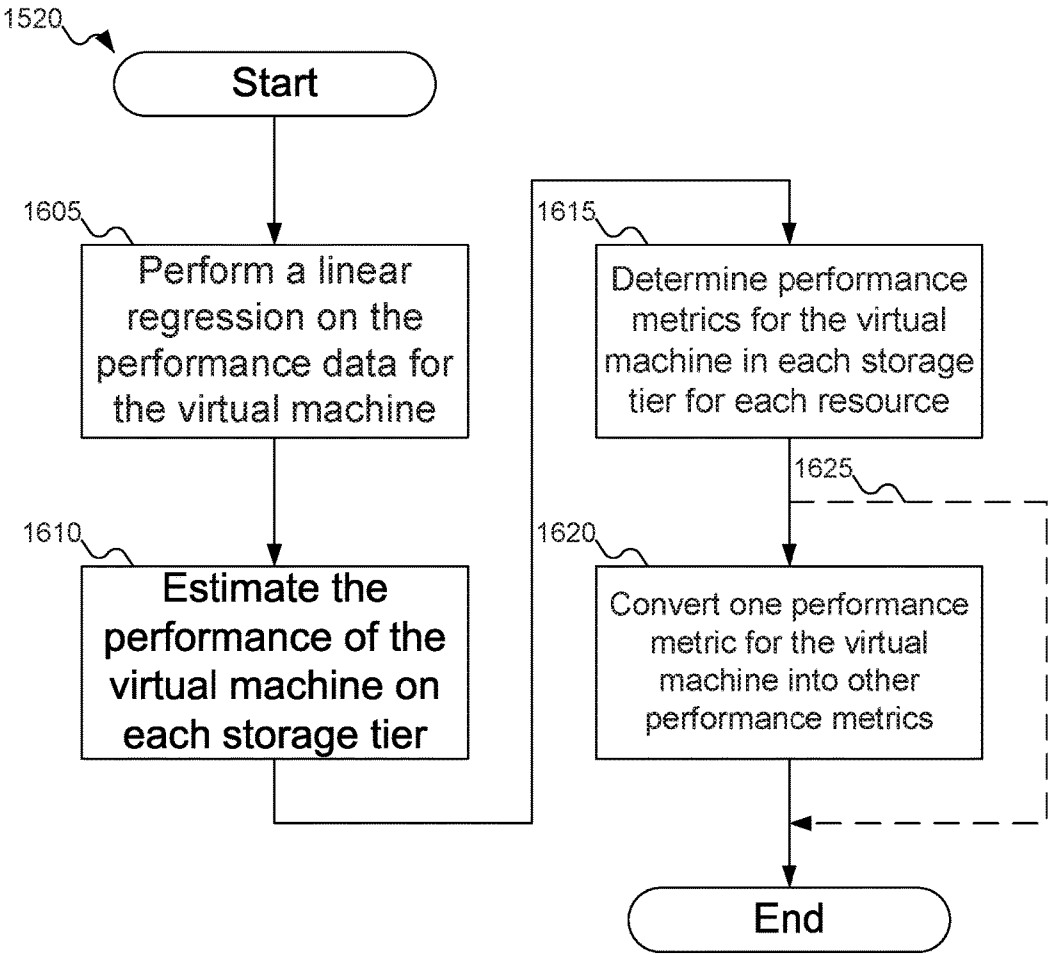 1520
Start
1605
Perform a linear
regression on the
performance data for
the virtual machine
1610
Estimate the
performance of the
virtual machine on
each storage tier
1615
Determine performance
metrics for the virtual
machine in each storage
tier for each resource
1625
1620
Convert one performance
metric for the virtual
machine into other
performance metrics
End